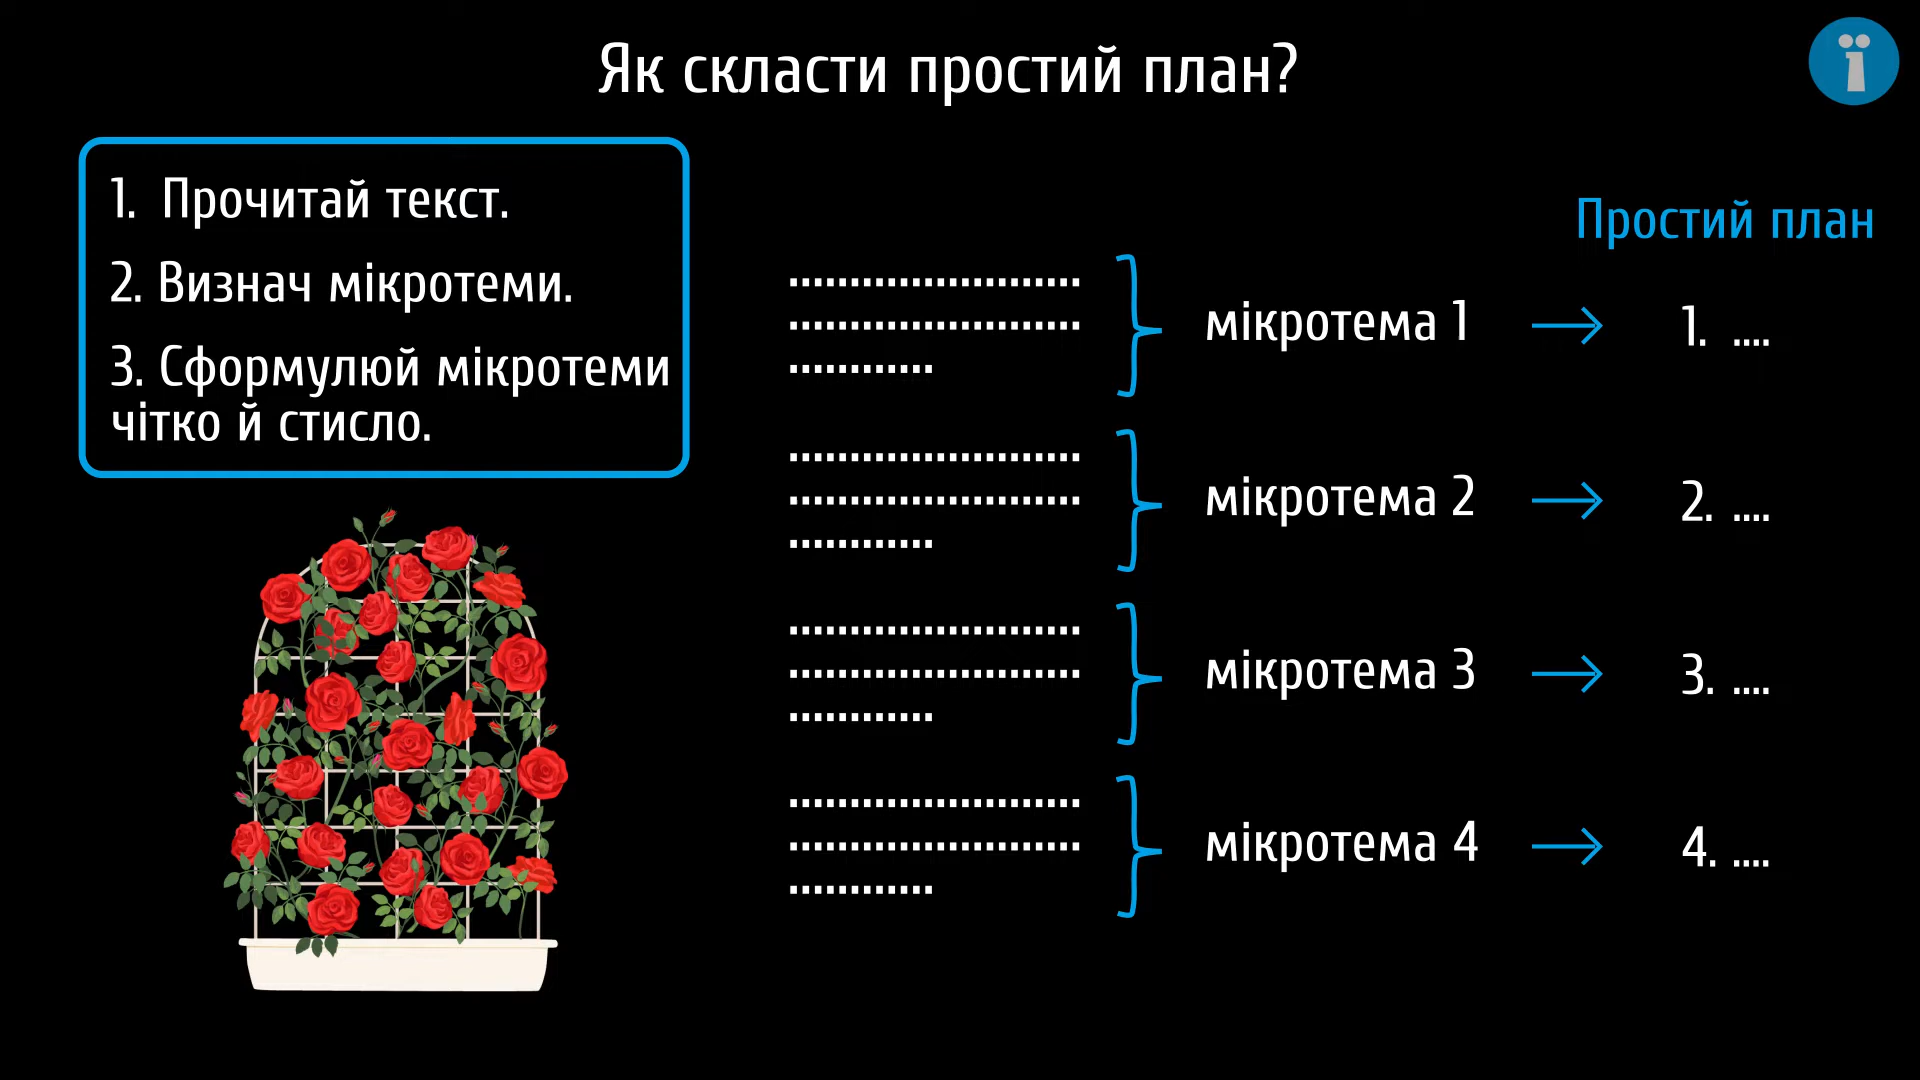 Як скласти простий план?
1. Прочитай текст.
2. Визнач мікротеми.
3. Сформулюй мікротеми
чітко й стисло.
Простий план
мікротема 1 → 1. ....
мікротема 2 → 2. ....
мікротема 3 → 3. ....
мікротема 4 → 4. ....
ї